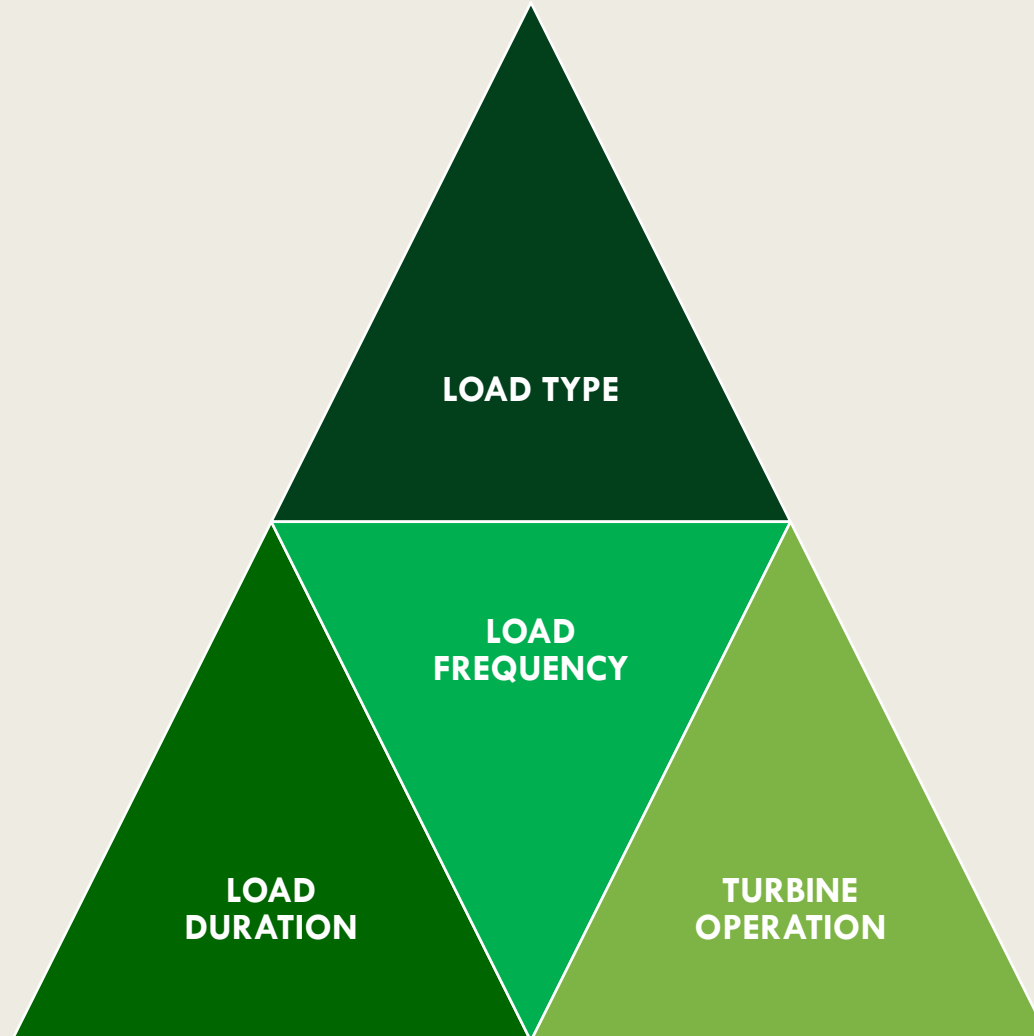 LOAD TYPE
LOAD
FREQUENCY
LOAD
DURATION
TURBINE
OPERATION